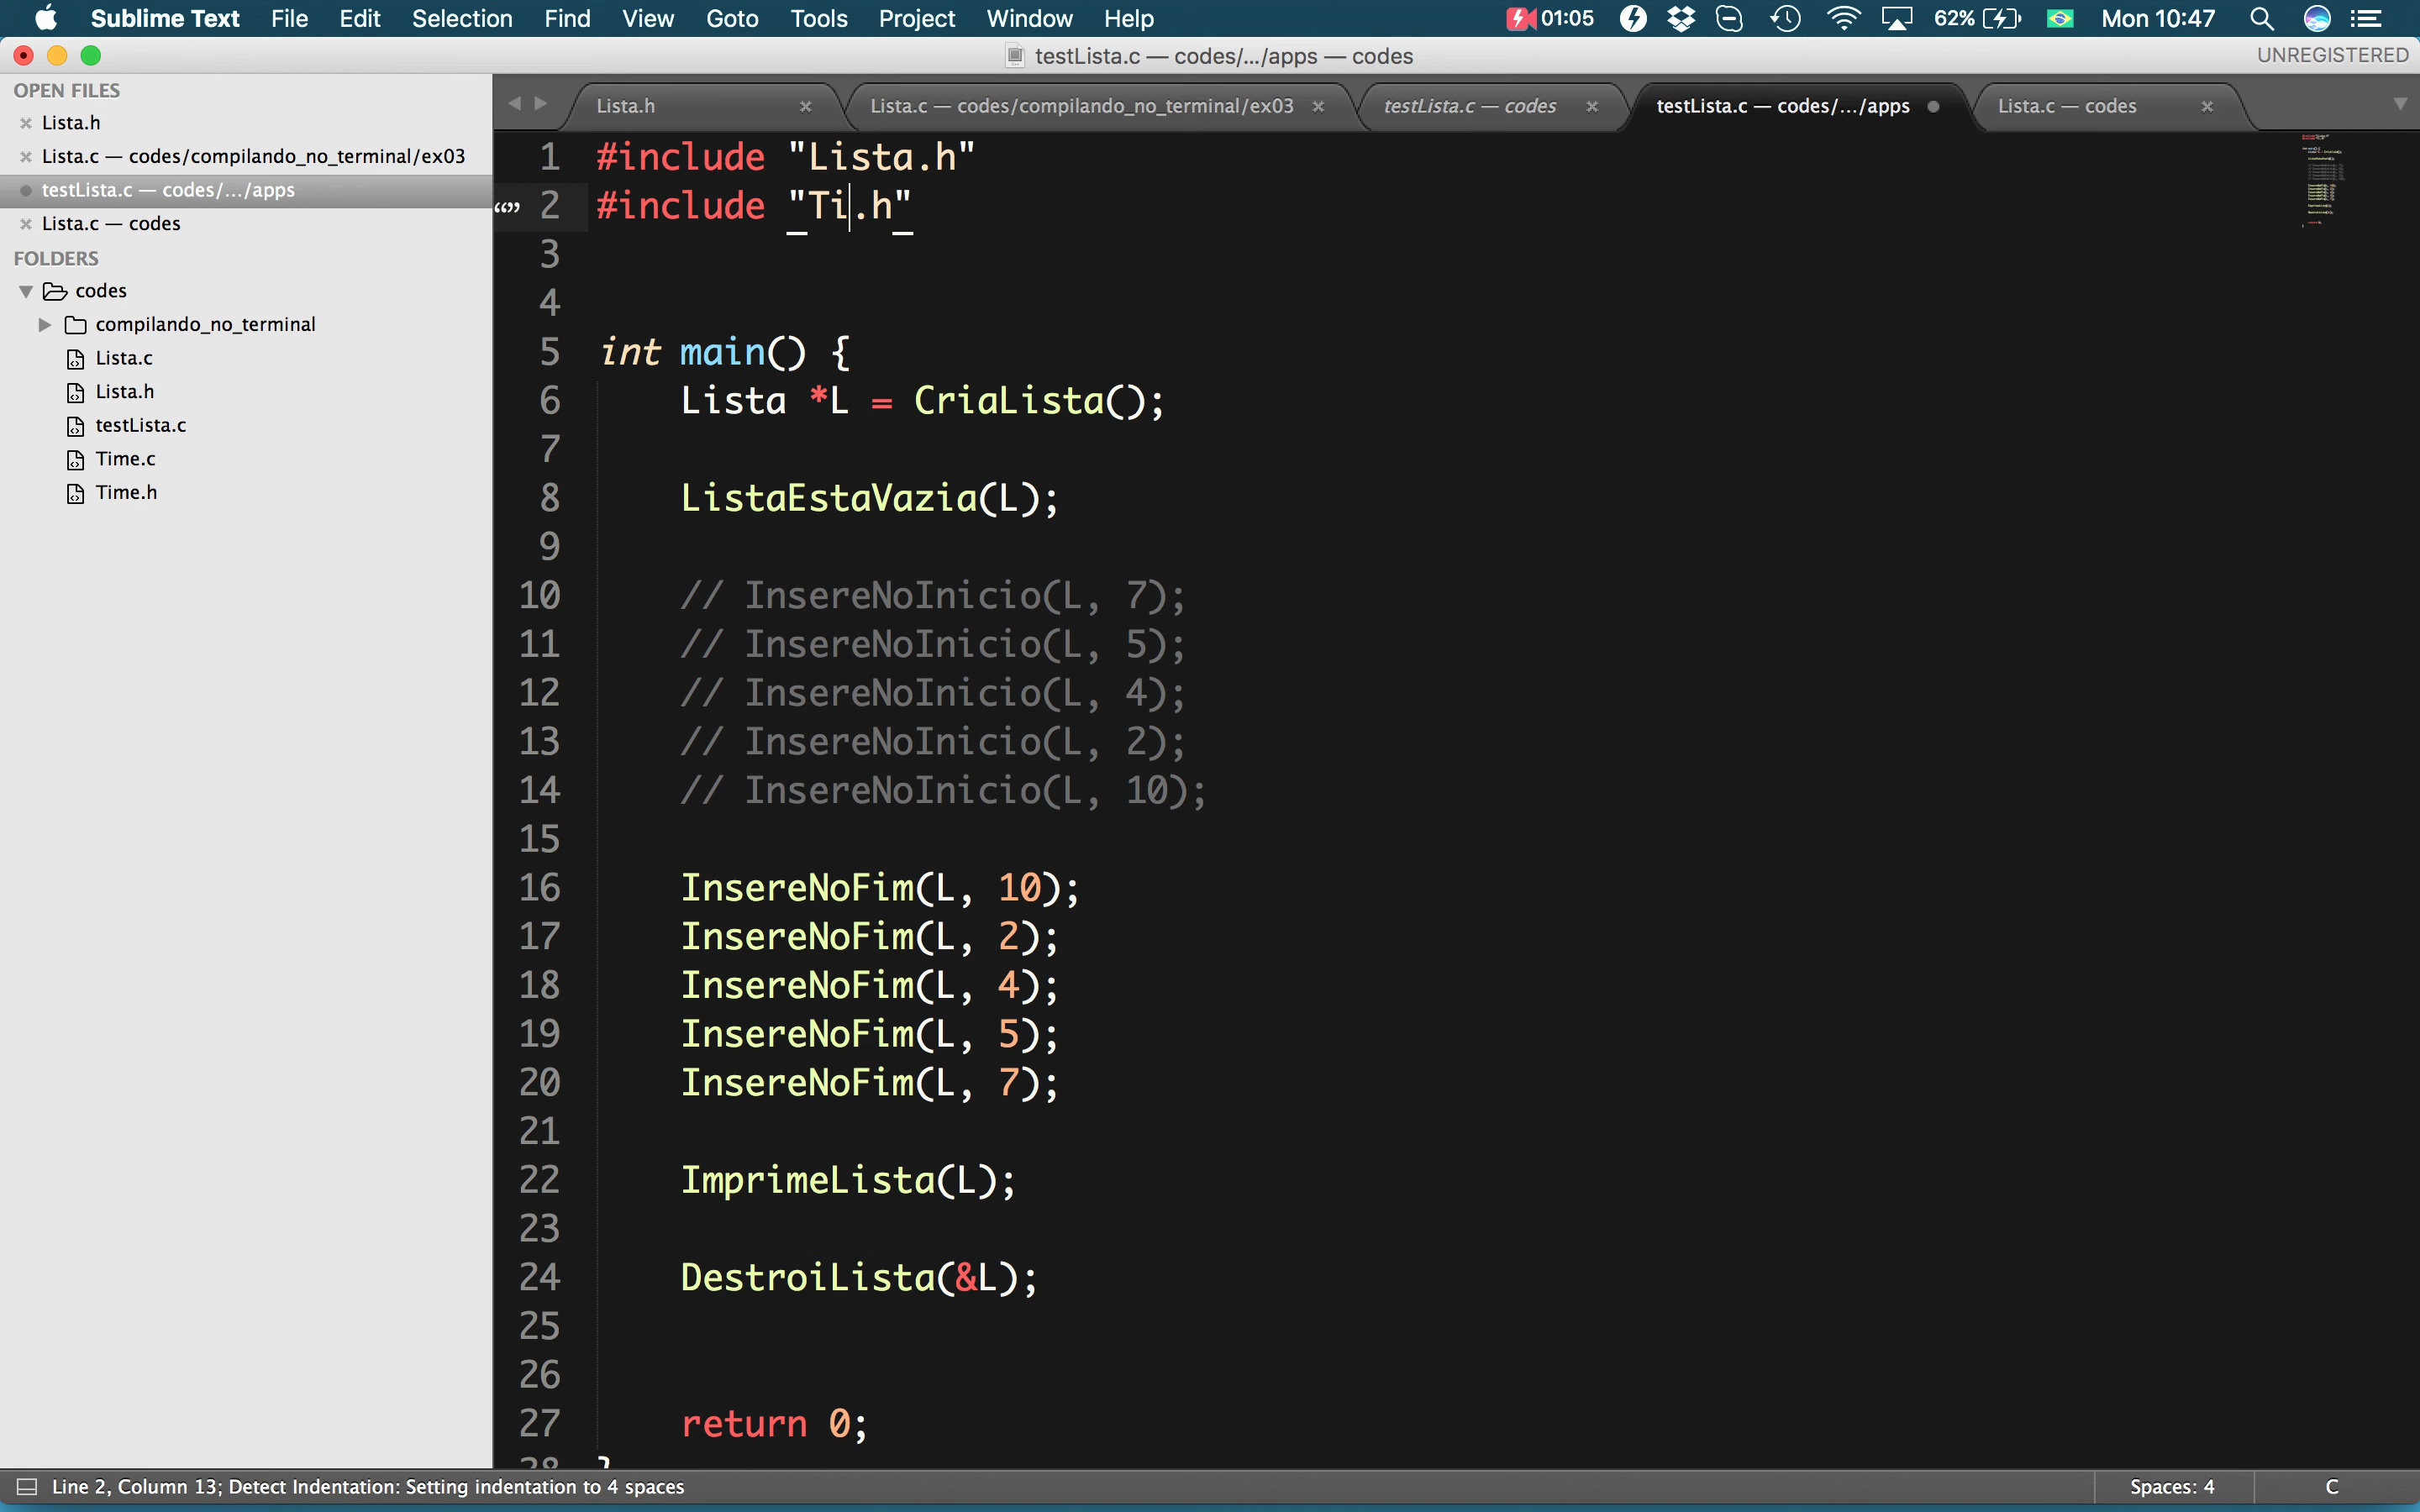 Sublime Text File Edit Selection Find View Goto Tools Project Window Help 01:05 62% Mon 10:47
testLista.c — codes/.../apps — codes UNREGISTERED
OPEN FILES
Lista.h
Lista.c — codes/compilando_no_terminal/ex03
testLista.c — codes/.../apps
Lista.c — codes
FOLDERS
codes
compilando_no_terminal
Lista.c
Lista.h
testLista.c
Time.c
Time.h
Lista.h Lista.c — codes/compilando_no_terminal/ex03 testLista.c — codes testLista.c — codes/.../apps Lista.c — codes
1 #include "Lista.h"
“” 2 #include "Ti.h"
3
4
5 int main() {
6 Lista *L = CriaLista();
7
8 ListaEstaVazia(L);
9
10 // InsereNoInicio(L, 7);
11 // InsereNoInicio(L, 5);
12 // InsereNoInicio(L, 4);
13 // InsereNoInicio(L, 2);
14 // InsereNoInicio(L, 10);
15
16 InsereNoFim(L, 10);
17 InsereNoFim(L, 2);
18 InsereNoFim(L, 4);
19 InsereNoFim(L, 5);
20 InsereNoFim(L, 7);
21
22 ImprimeLista(L);
23
24 DestroiLista(&L);
25
26
27 return 0;
28 }
Line 2, Column 13; Detect Indentation: Setting indentation to 4 spaces Spaces: 4 C